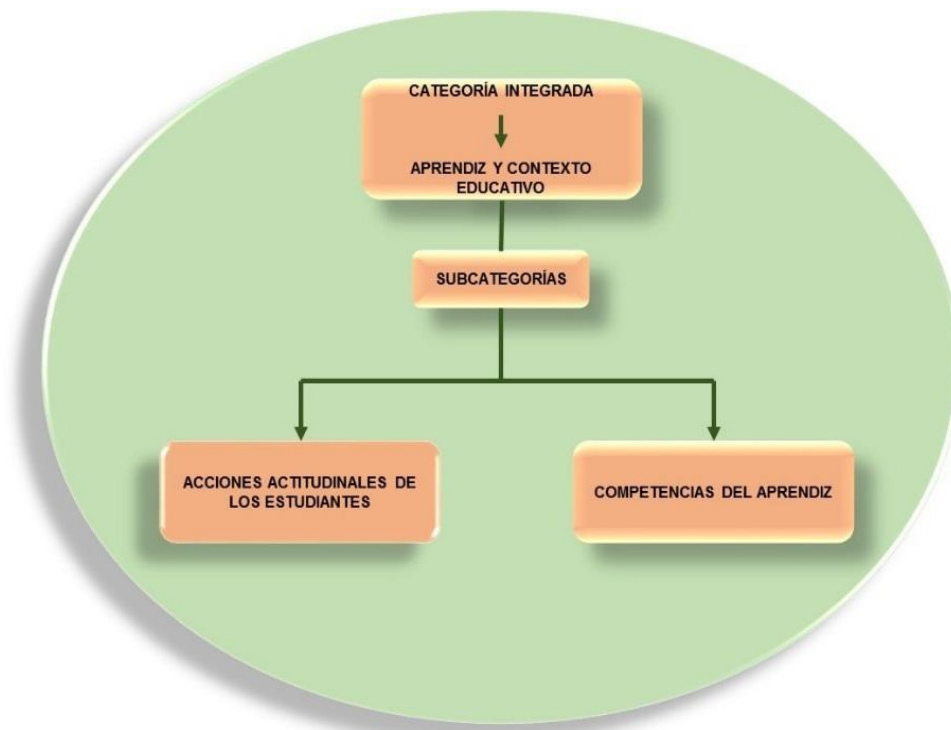 CATEGORÍA INTEGRADA
APRENDIZ Y CONTEXTO
EDUCATIVO
SUBCATEGORÍAS
ACCIONES ACTITUDINALES DE
LOS ESTUDIANTES
COMPETENCIAS DEL APRENDIZ